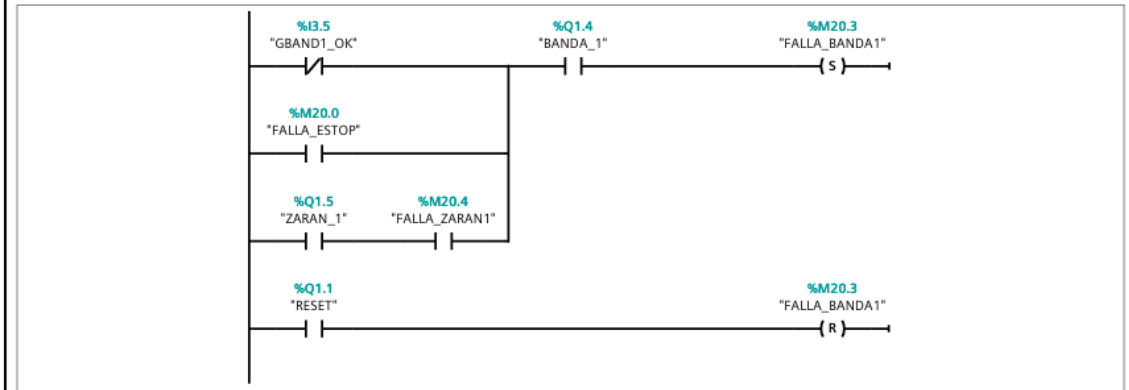 %I3.5
"GBAND1_OK"
%Q1.4
"BANDA_1"
%M20.3
"FALLA_BANDA1"
S
%M20.0
"FALLA_ESTOP"
%Q1.5
"ZARAN_1"
%M20.4
"FALLA_ZARAN1"
%Q1.1
"RESET"
%M20.3
"FALLA_BANDA1"
R